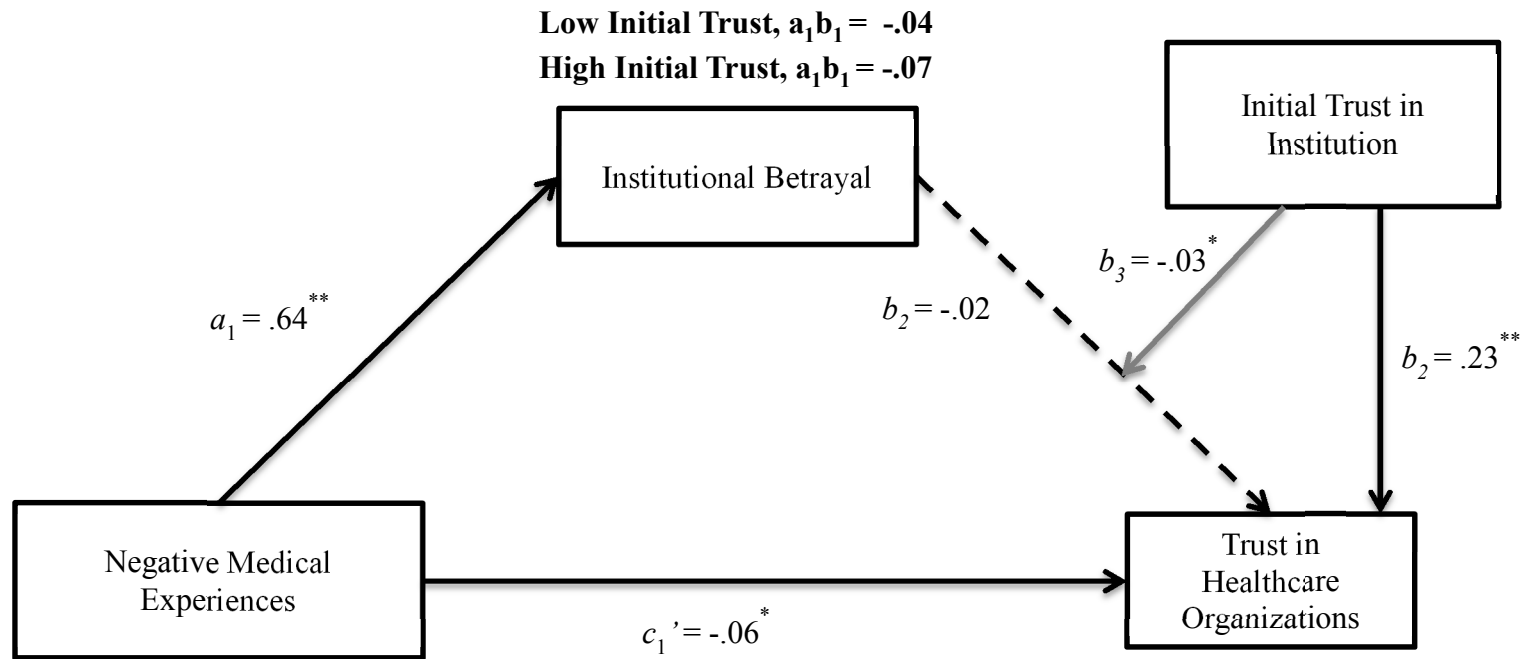 Low Initial Trust, a₁b₁ = -.04
High Initial Trust, a₁b₁ = -.07
Initial Trust in
Institution
Institutional Betrayal
b₃ = -.03*
a₁ = .64**
b₂ = -.02
b₂ = .23**
Negative Medical
Experiences
Trust in
Healthcare
Organizations
c₁’ = -.06*